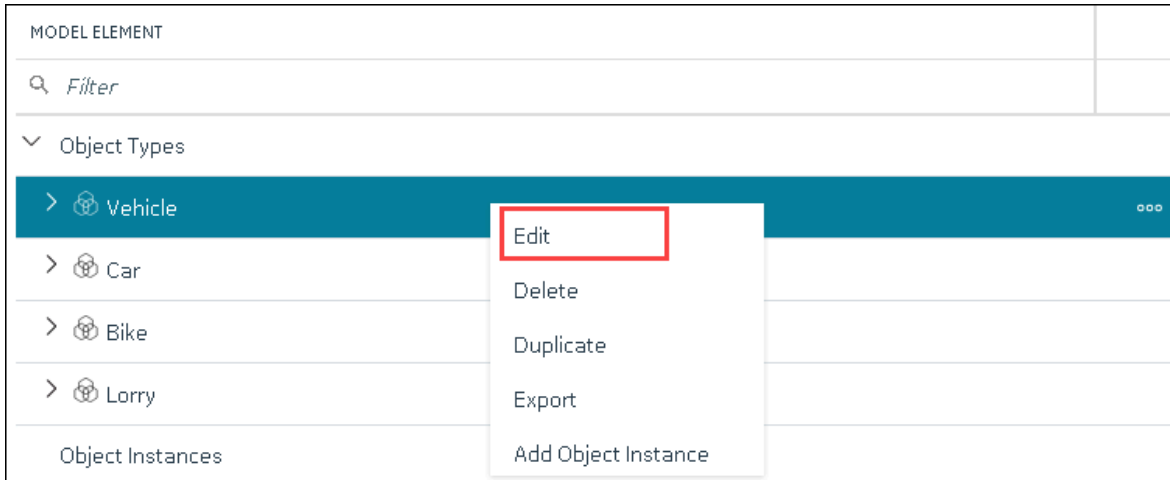 MODEL ELEMENT
Filter
Object Types
Vehicle
Edit
Car
Delete
Bike
Duplicate
Lorry
Export
Object Instances
Add Object Instance